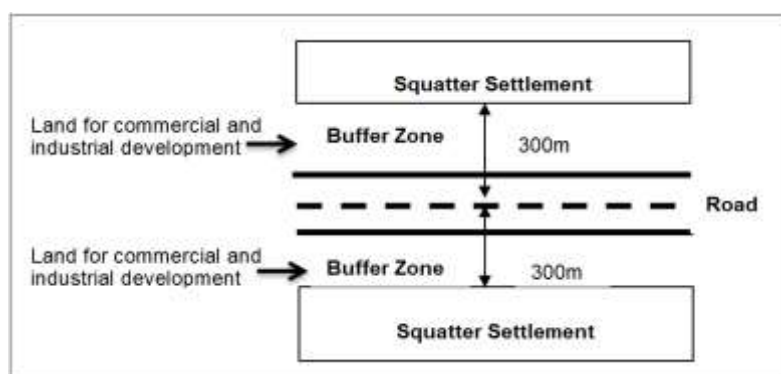 Squatter Settlement
Land for commercial and
industrial development
Buffer Zone
300m
Road
Land for commercial and
industrial development
Buffer Zone
300m
Squatter Settlement